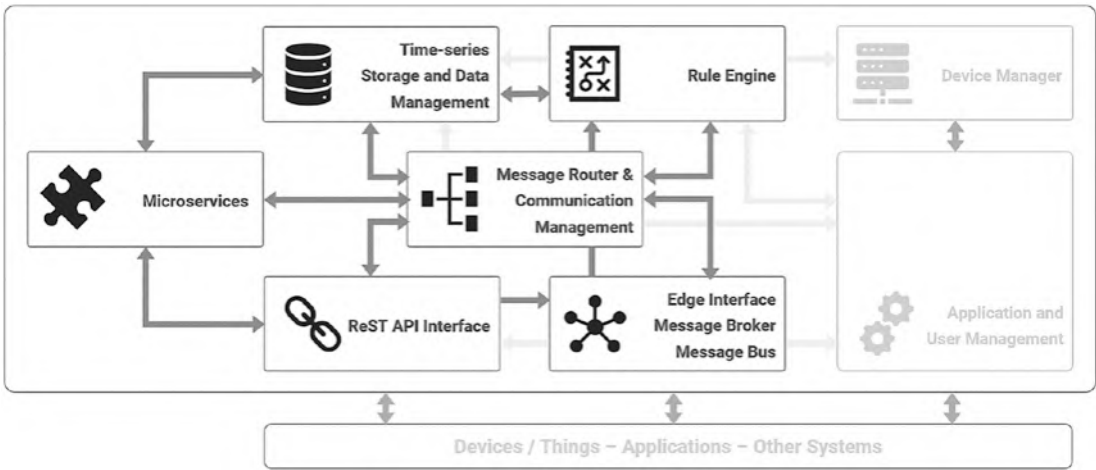 Time-series
Storage and Data
Management
Rule Engine
Device Manager
Microservices
Message Router &
Communication
Management
ReST API Interface
Edge Interface
Message Broker
Message Bus
Application and
User Management
Devices / Things – Applications – Other Systems